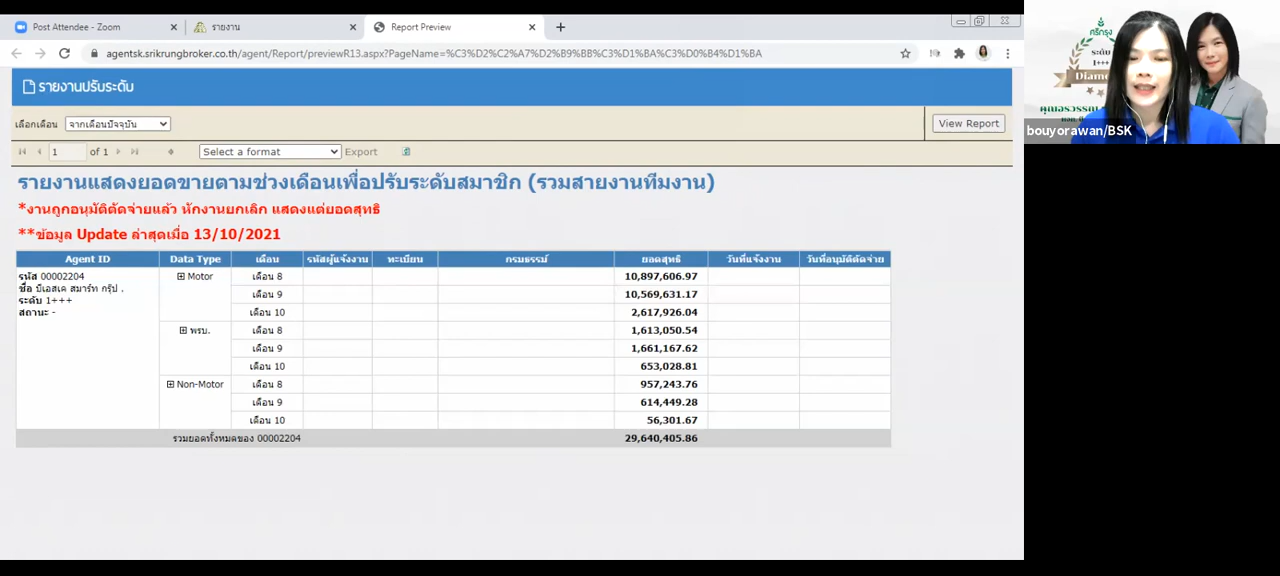 Post Attendee - Zoom
รายงาน
Report Preview
agentsk.srikrungbroker.co.th/agent/Report/previewR13.aspx?PageName=%C3%D2%C2%A7%D2%B9%BB%C3%D1%BA%C3%D0%B4%D1%BA
รายงานปรับระดับ
เลือกเดือน จากเดือนปัจจุบัน View Report
1 of 1 Select a format Export
รายงานแสดงยอดขายตามช่วงเดือนเพื่อปรับระดับสมาชิก (รวมสายงานทีมงาน)
*งานถูกอนุมัติตัดจ่ายแล้ว หักงานยกเลิก แสดงแต่ยอดสุทธิ
**ข้อมูล Update ล่าสุดเมื่อ 13/10/2021
Agent ID Data Type เดือน รหัสผู้แจ้งงาน ทะเบียน กรมธรรม์ ยอดสุทธิ วันที่แจ้งงาน วันที่อนุมัติตัดจ่าย
รหัส 00002204 Motor เดือน 8 10,897,606.97
ชื่อ บีเอสเค สมาร์ท กรุ๊ป .
เดือน 9 10,569,631.17
ระดับ 1+++
สถานะ - เดือน 10 2,617,926.04
พรบ. เดือน 8 1,613,050.54
เดือน 9 1,661,167.62
เดือน 10 653,028.81
Non-Motor เดือน 8 957,243.76
เดือน 9 614,449.28
เดือน 10 56,301.67
รวมยอดทั้งหมดของ 00002204 29,640,405.86
ศรีกรุง
ระดับ
1+++
bouyorawan/BSK